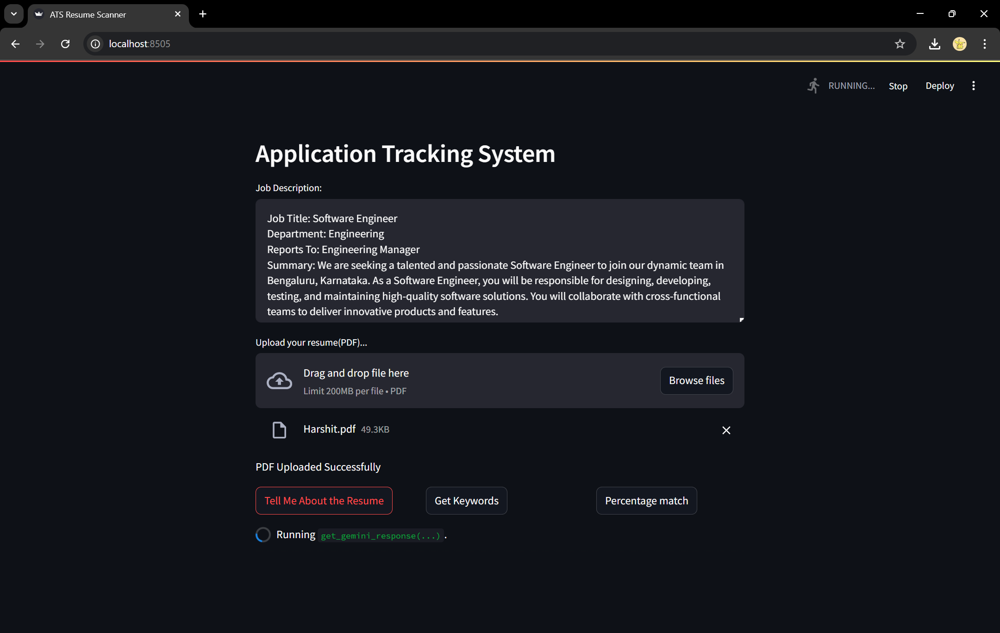 ATS Resume Scanner
localhost:8505
RUNNING... Stop Deploy
Application Tracking System
Job Description:
Job Title: Software Engineer
Department: Engineering
Reports To: Engineering Manager
Summary: We are seeking a talented and passionate Software Engineer to join our dynamic team in
Bengaluru, Karnataka. As a Software Engineer, you will be responsible for designing, developing,
testing, and maintaining high-quality software solutions. You will collaborate with cross-functional
teams to deliver innovative products and features.
Upload your resume(PDF)...
Drag and drop file here
Limit 200MB per file • PDF
Browse files
Harshit.pdf 49.3KB
PDF Uploaded Successfully
Tell Me About the Resume Get Keywords Percentage match
Running get_gemini_response(...) .